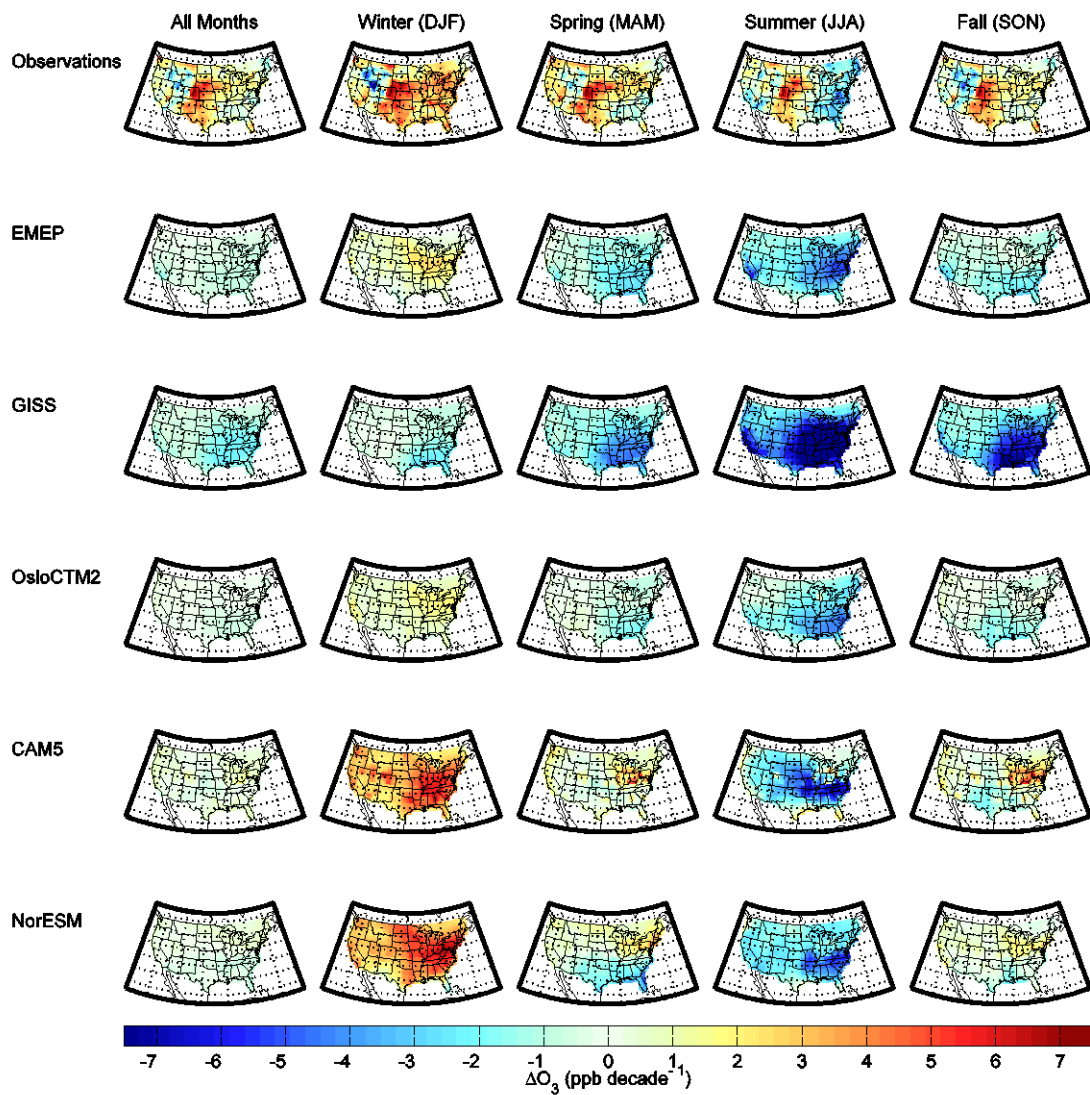 All Months Winter (DJF) Spring (MAM) Summer (JJA) Fall (SON)
Observations
EMEP
GISS
OsloCTM2
CAM5
NorESM
-7 -6 -5 -4 -3 -2 -1 0 1 2 3 4 5 6 7
ΔO₃ (ppb decade⁻¹)